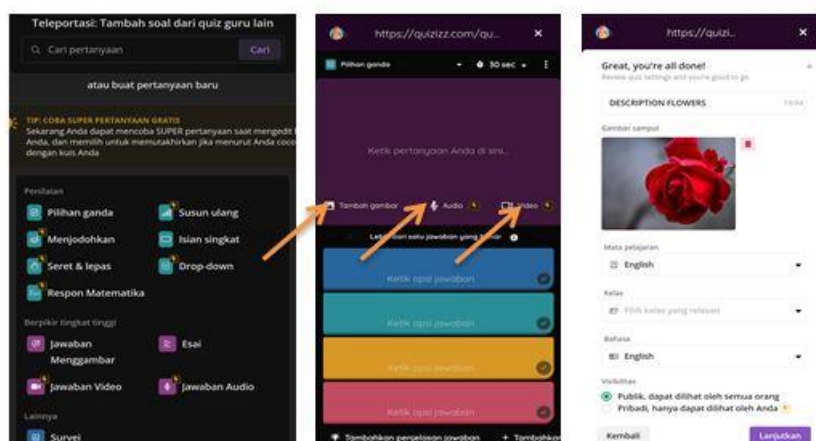 Teleportasi: Tambah soal dari quiz guru lain
Cari pertanyaan
Cari
atau buat pertanyaan baru
TIP: COBA SUPER PERTANYAAN GRATIS
Sekarang Anda dapat mencoba SUPER pertanyaan saat mengedit
Anda, dan memilih untuk memutakhirkan jika menurut Anda coco
dengan kuis Anda
Penilaian
Pilihan ganda
Susun ulang
Menjodohkan
Isian singkat
Seret & lepas
Drop-down
Respon Matematika
Berpikir tingkat tinggi
Jawaban
Menggambar
Esai
Jawaban Video
Jawaban Audio
Lainnya
Survei
https://quizizz.com/qu...
Pilihan ganda
30 sec
Ketik pertanyaan Anda di sini...
Tambah gambar
Audio
Video
Lebih dari satu jawaban yang
Ketik opsi jawaban
Ketik opsi jawaban
Ketik opsi jawaban
Ketik opsi jawaban
Tambahkan penjelasan jawaban
+ Tambahkan
https://quizi...
Great, you're all done!
Review quiz settings and you're good to go
DESCRIPTION FLOWERS
Gambar sampul
Mata pelajaran
English
Kelas
Pilih kelas yang relevan
Bahasa
English
Visibilitas
Publik, dapat dilihat oleh semua orang
Pribadi, hanya dapat dilihat oleh Anda
Kembali
Lanjutkan